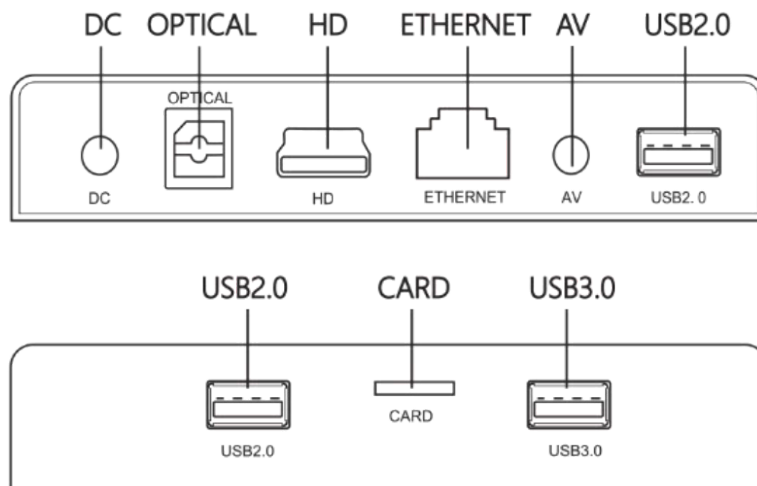 DC OPTICAL HD ETHERNET AV USB2.0
OPTICAL
DC HD ETHERNET AV USB2. 0
USB2.0 CARD USB3.0
CARD
USB2.0 USB3.0